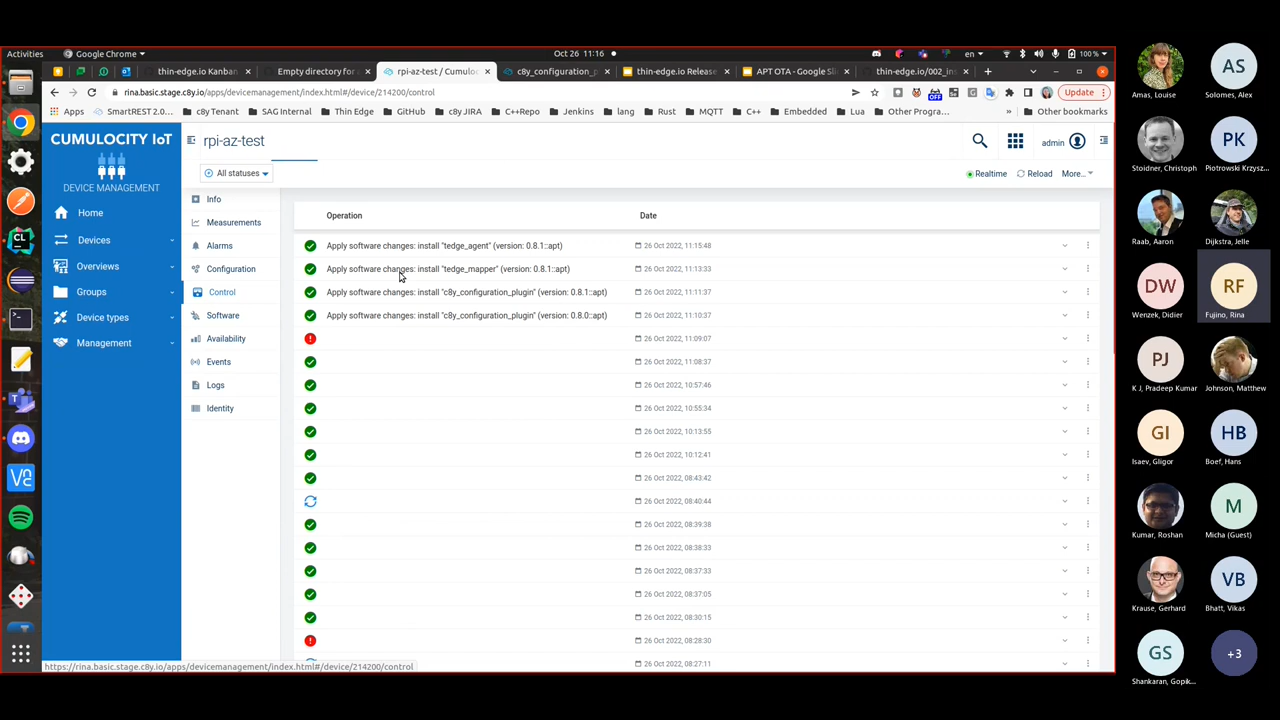 Activities
Google Chrome
Oct 26 11:16
en
100 %
thin-edge.io Kanban
Empty directory for a
rpi-az-test / Cumuloc
c8y_configuration_p
thin-edge.io Release
APT OTA - Google Sli
thin-edge.io/002_ins
rina.basic.stage.c8y.io/apps/devicemanagement/index.html#/device/214200/control
OFF
Update
Apps
SmartREST 2.0...
c8y Tenant
SAG Internal
Thin Edge
GitHub
c8y JIRA
C++Repo
Jenkins
lang
Rust
MQTT
C++
Embedded
Lua
Other Program...
»
Other bookmarks
CUMULOCITY IoT
DEVICE MANAGEMENT
Home
Devices
Overviews
Groups
Device types
Management
rpi-az-test
admin
All statuses
Realtime
Reload
More...
Info
Measurements
Alarms
Configuration
Control
Software
Availability
Events
Logs
Identity
Operation Date
Apply software changes: install "tedge_agent" (version: 0.8.1::apt) 26 Oct 2022, 11:15:48
Apply software changes: install "tedge_mapper" (version: 0.8.1::apt) 26 Oct 2022, 11:13:33
Apply software changes: install "c8y_configuration_plugin" (version: 0.8.1::apt) 26 Oct 2022, 11:11:37
Apply software changes: install "c8y_configuration_plugin" (version: 0.8.0::apt) 26 Oct 2022, 11:10:37
26 Oct 2022, 11:09:07
26 Oct 2022, 11:08:37
26 Oct 2022, 10:57:46
26 Oct 2022, 10:55:34
26 Oct 2022, 10:13:55
26 Oct 2022, 10:12:41
26 Oct 2022, 08:43:42
26 Oct 2022, 08:40:44
26 Oct 2022, 08:39:38
26 Oct 2022, 08:38:33
26 Oct 2022, 08:37:33
26 Oct 2022, 08:37:05
26 Oct 2022, 08:30:15
26 Oct 2022, 08:28:30
26 Oct 2022, 08:27:11
https://rina.basic.stage.c8y.io/apps/devicemanagement/index.html#/device/214200/control
Amas, Louise
AS
Solomes, Alex
Stoidner, Christoph
PK
Piotrowski Krzysz...
Raab, Aaron
Dijkstra, Jelle
DW
Wenzek, Didier
RF
Fujino, Rina
PJ
K J, Pradeep Kumar
Johnson, Matthew
GI
Isaev, Gligor
HB
Boef, Hans
Kumar, Roshan
M
Micha (Guest)
Krause, Gerhard
VB
Bhatt, Vikas
GS
Shankaran, Gopik...
+3